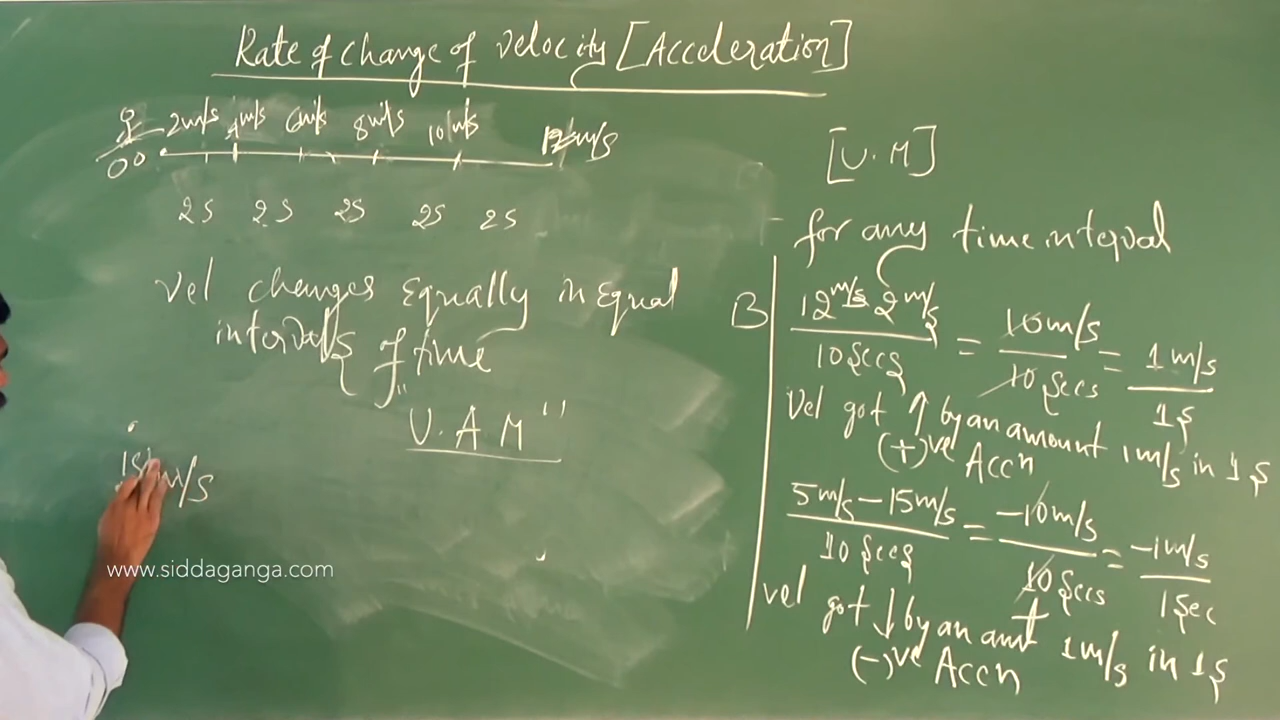 Rate of change of velocity [Acceleration]
2m/s 4m/s 6m/s 8m/s 10m/s 12m/s
2s 2s 2s 2s 2s
vel changes equally in equal
intervals of time
"U.A.M"
m/s
www.siddaganga.com
[U.M]
for any time interval
B 12m/s - 2m/s / 10 secs = 10m/s / 10 secs = 1m/s / 1s
Vel got ↑ by an amount 1m/s in 1s
(+)ve Accn
5m/s - 15m/s / 10 secs = -10m/s / 10 secs = -1m/s / 1sec
vel got ↓ by an amt 1m/s in 1s
(-)ve Accn